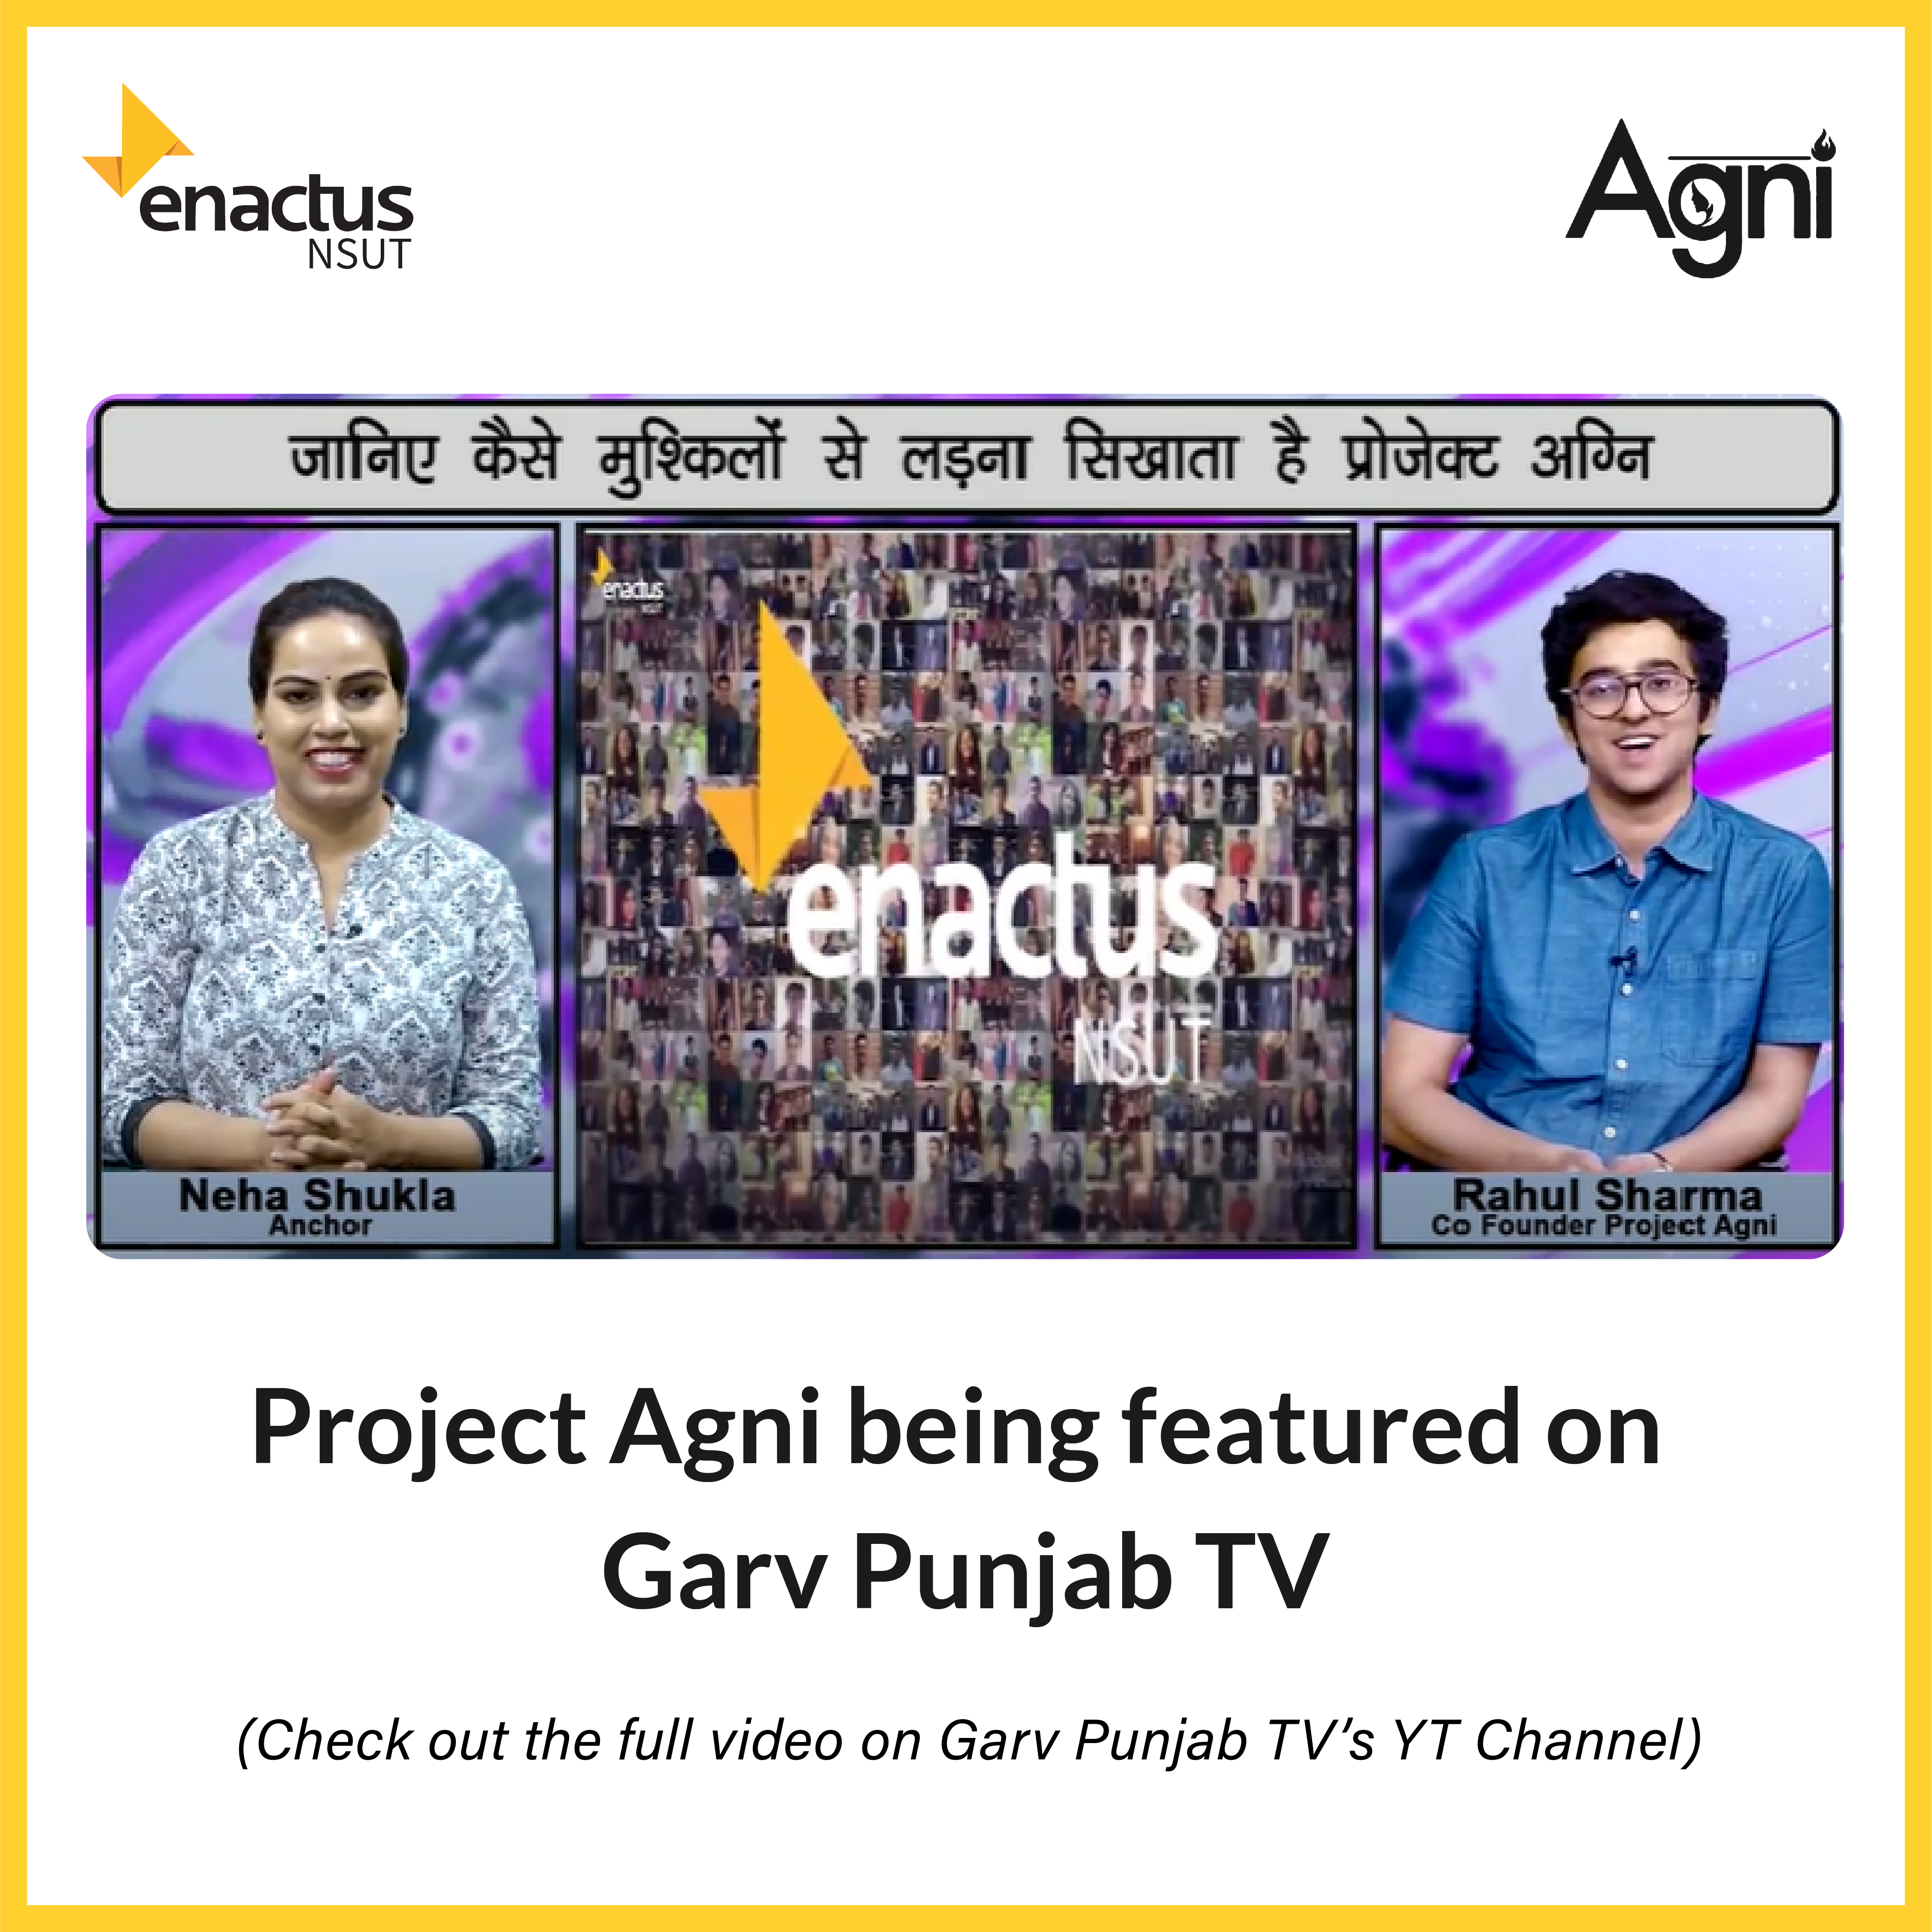 enactus
NSUT
Agni
जानिए कैसे मुश्किलों से लड़ना सिखाता है प्रोजेक्ट अग्नि
enactus
NSUT
enactus
NSUT
Neha Shukla
Anchor
Rahul Sharma
Co Founder Project Agni
Project Agni being featured on
Garv Punjab TV
(Check out the full video on Garv Punjab TV's YT Channel)